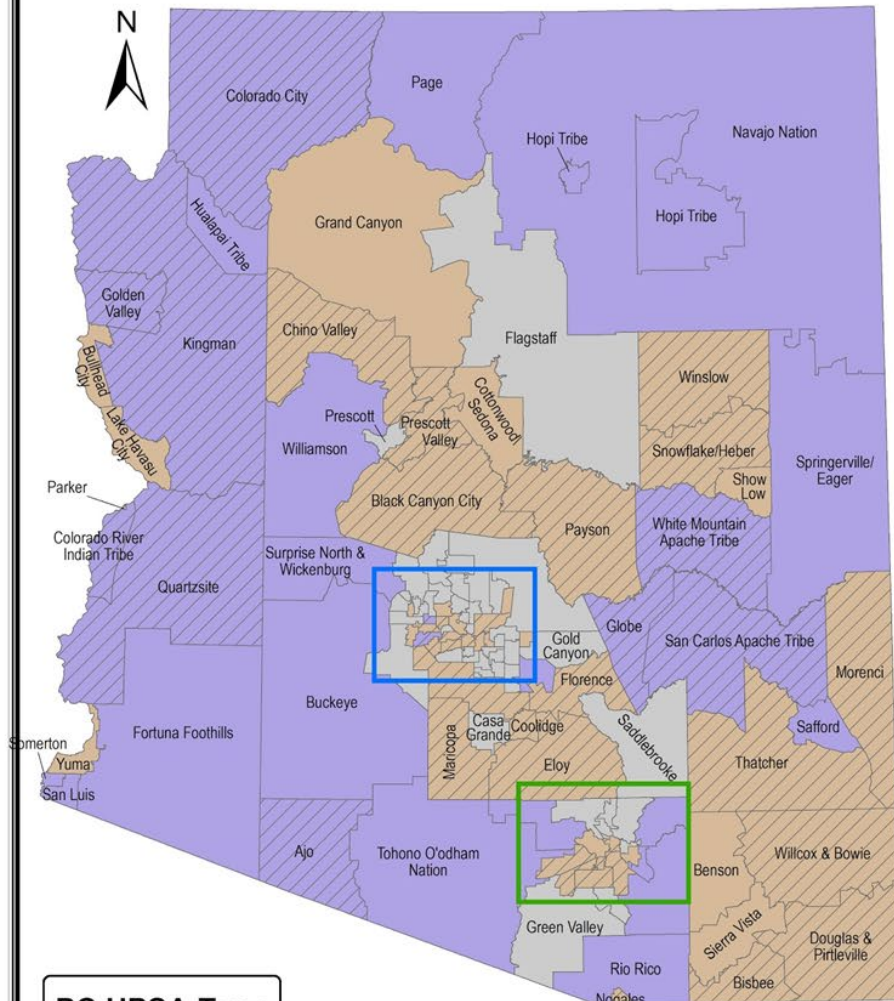 N
Colorado City
Page
Hopi Tribe
Navajo Nation
Hualapai Tribe
Grand Canyon
Hopi Tribe
Golden
Valley
Kingman
Chino Valley
Flagstaff
Bullhead
City
Lake Havasu
City
Prescott
Williamson
Prescott
Valley
Cottonwood/
Sedona
Winslow
Snowflake/Heber
Show
Low
Springerville/
Eager
Black Canyon City
Payson
White Mountain
Apache Tribe
Parker
Colorado River
Indian Tribe
Quartzsite
Surprise North &
Wickenburg
Globe
San Carlos Apache Tribe
Gold
Canyon
Florence
Morenci
Buckeye
Fortuna Foothills
Somerton
Yuma
San Luis
Maricopa
Casa
Grande
Coolidge
Eloy
Saddlebrooke
Safford
Thatcher
Ajo
Tohono O'odham
Nation
Benson
Willcox & Bowie
Green Valley
Sierra Vista
Douglas &
Pirtleville
Rio Rico
Bisbee
Nogales